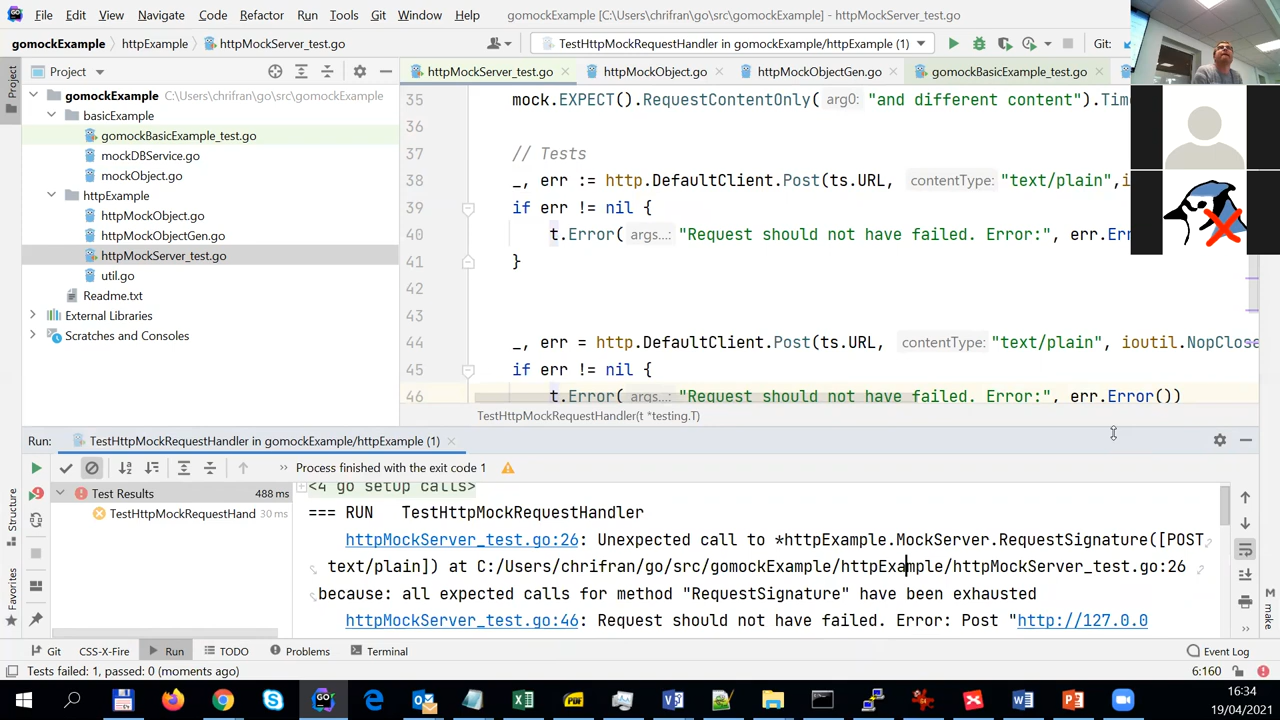 File Edit View Navigate Code Refactor Run Tools Git Window Help gomockExample [C:\Users\chrifran\go\src\gomockExample] - httpMockServer_test.go
gomockExample httpExample httpMockServer_test.go TestHttpMockRequestHandler in gomockExample/httpExample (1) Git:
Project
Project
httpMockServer_test.go httpMockObject.go httpMockObjectGen.go gomockBasicExample_test.go
gomockExample C:\Users\chrifran\go\src\gomockExample
basicExample
gomockBasicExample_test.go
mockDBService.go
mockObject.go
httpExample
httpMockObject.go
httpMockObjectGen.go
httpMockServer_test.go
util.go
Readme.txt
External Libraries
Scratches and Consoles
35 mock.EXPECT().RequestContentOnly( arg0: "and different content").Time
36
37 // Tests
38 _, err := http.DefaultClient.Post(ts.URL, contentType: "text/plain",i
39 if err != nil {
40 t.Error( args...: "Request should not have failed. Error:", err.Err
41 }
42
43
44 _, err = http.DefaultClient.Post(ts.URL, contentType: "text/plain", ioutil.NopClose
45 if err != nil {
46 t.Error( args...: "Request should not have failed. Error:", err.Error())
TestHttpMockRequestHandler(t *testing.T)
Run: TestHttpMockRequestHandler in gomockExample/httpExample (1)
Process finished with the exit code 1
Test Results 488 ms
TestHttpMockRequestHand 30 ms
<4 go setup calls>
=== RUN TestHttpMockRequestHandler
httpMockServer_test.go:26: Unexpected call to *httpExample.MockServer.RequestSignature([POST
text/plain]) at C:/Users/chrifran/go/src/gomockExample/httpExample/httpMockServer_test.go:26
because: all expected calls for method "RequestSignature" have been exhausted
httpMockServer_test.go:46: Request should not have failed. Error: Post "http://127.0.0
Structure
Favorites
make
Git CSS-X-Fire Run TODO Problems Terminal Event Log
Tests failed: 1, passed: 0 (moments ago) 6:160
16:34
19/04/2021